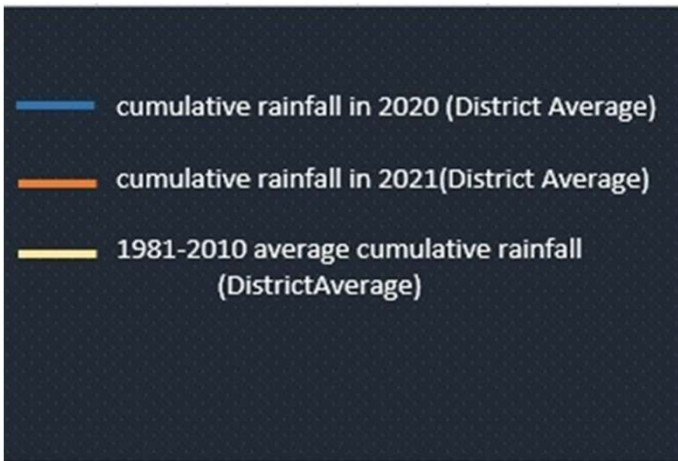 cumulative rainfall in 2020 (District Average)
cumulative rainfall in 2021(District Average)
1981-2010 average cumulative rainfall
(DistrictAverage)